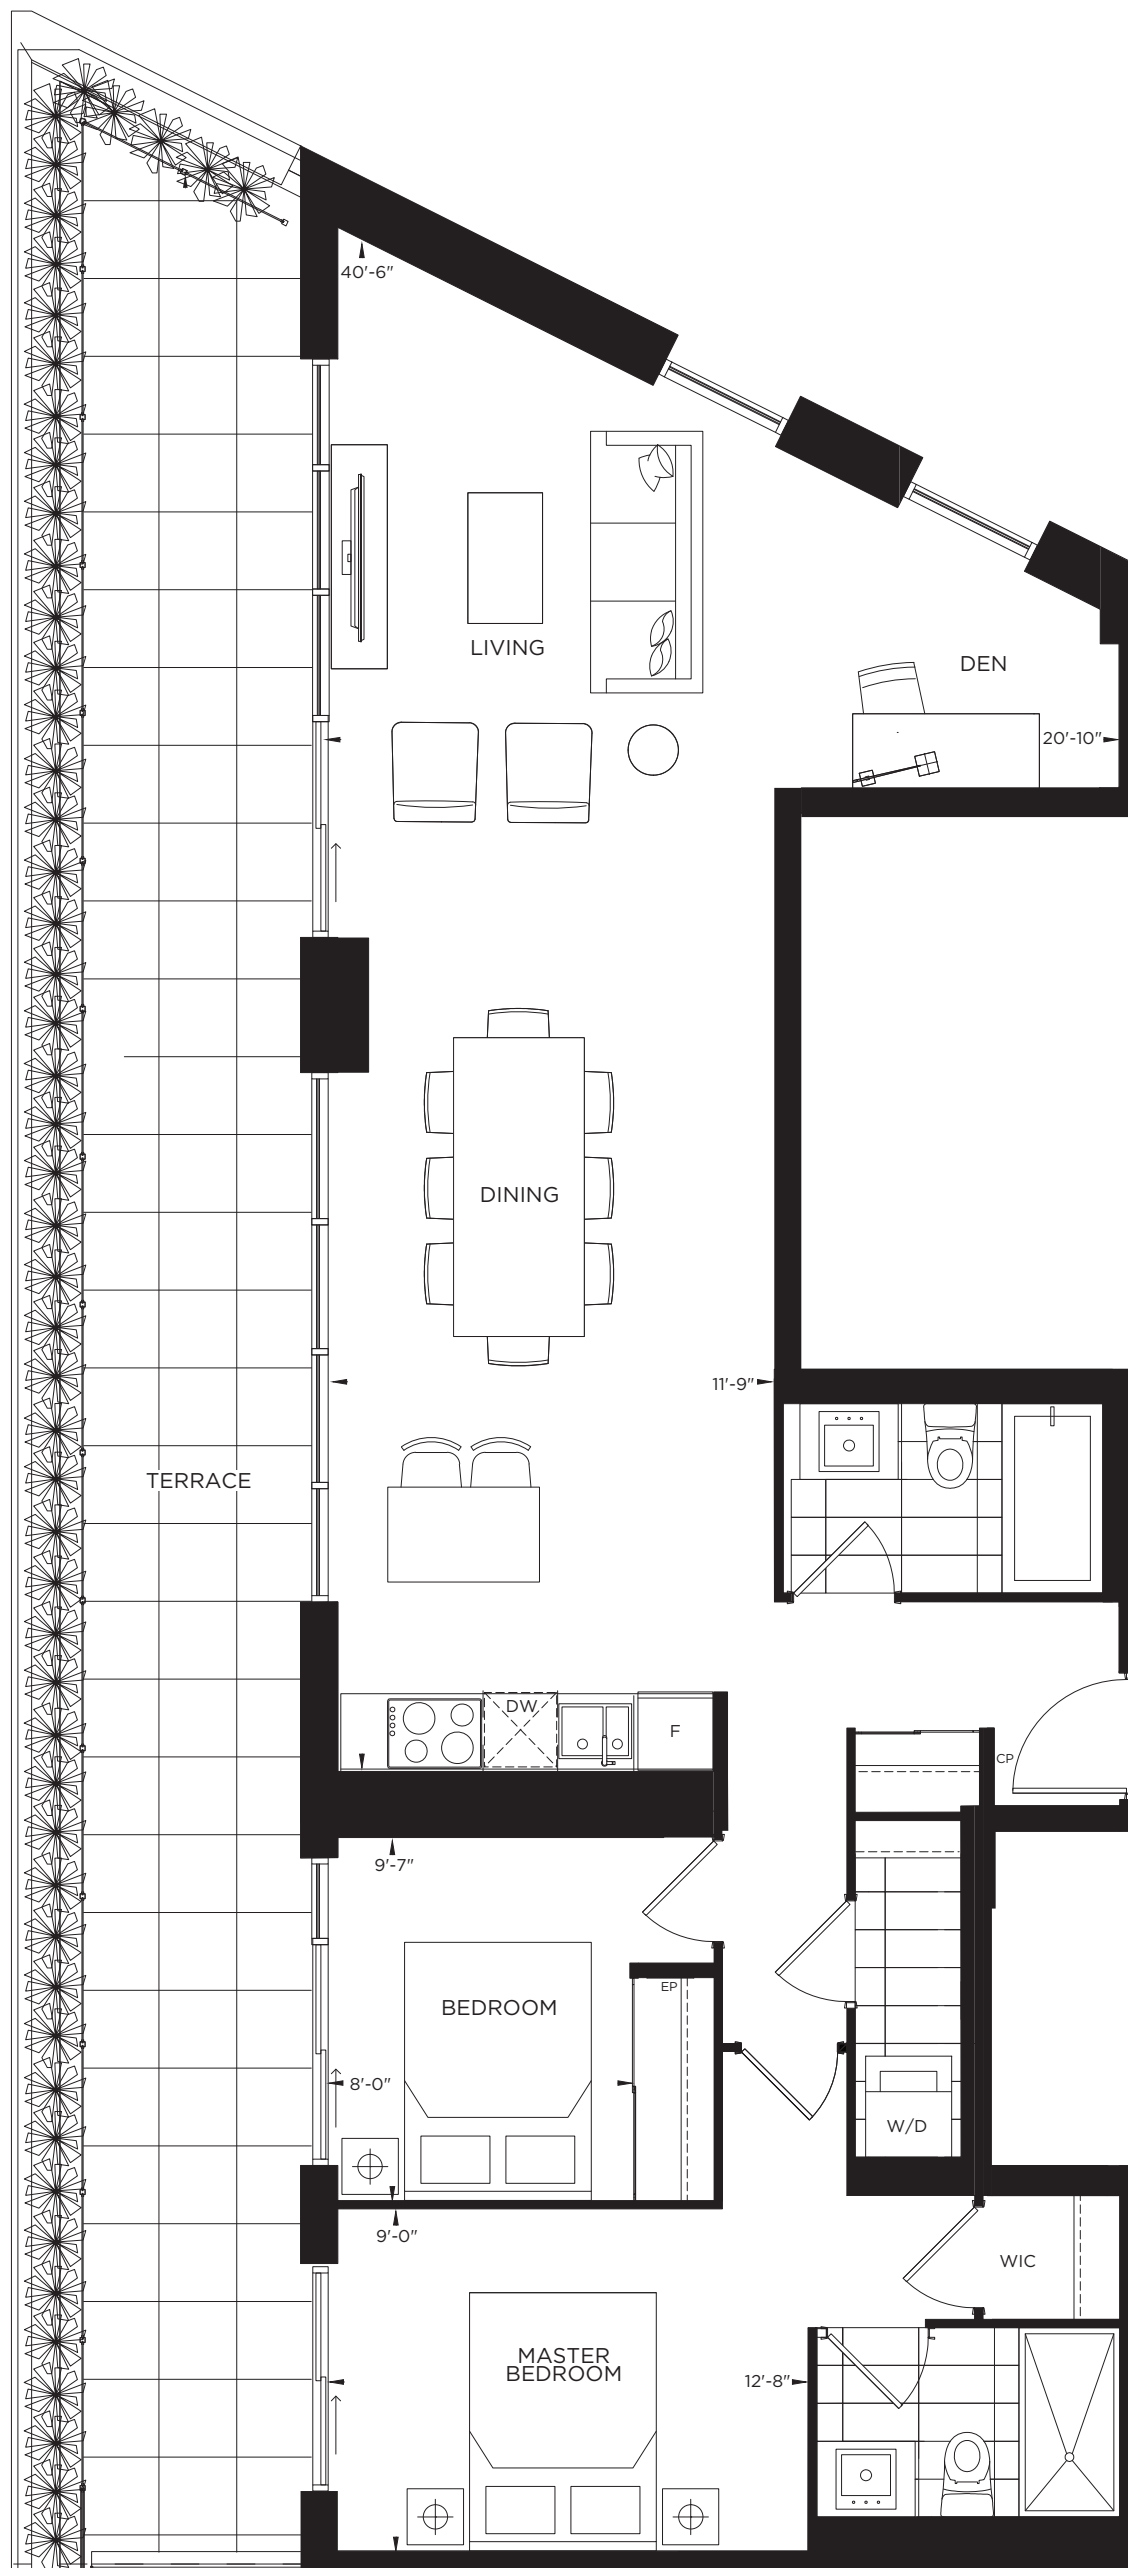 40'-6"
LIVING
DEN
20'-10"
DINING
11'-9"
TERRACE
DW
F
CP
9'-7"
EP
BEDROOM
8'-0"
W/D
9'-0"
WIC
MASTER
BEDROOM
12'-8"